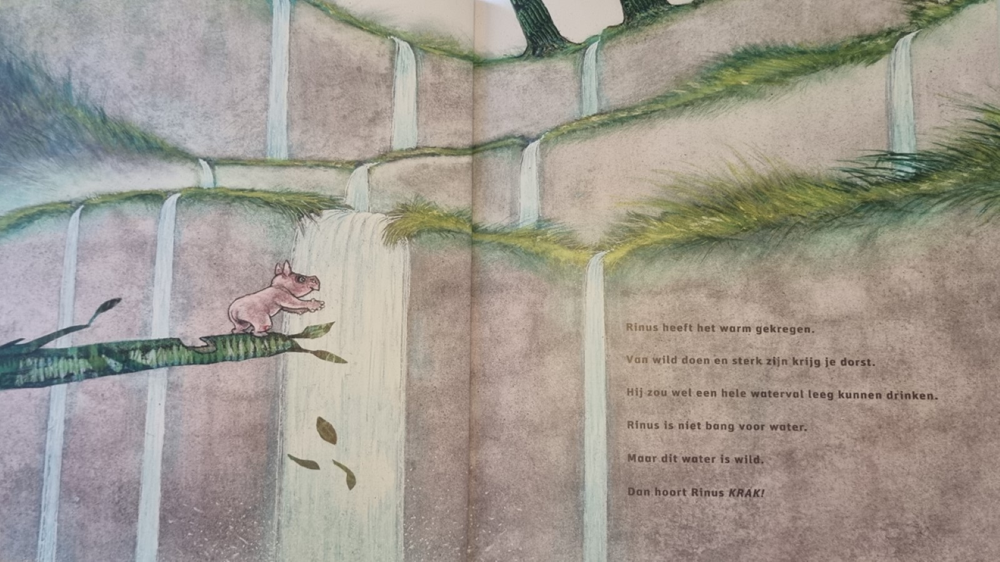 Rinus heeft het warm gekregen.
Van wild doen en sterk zijn krijg je dorst.
Hij zou wel een hele waterval leeg kunnen drinken.
Rinus is niet bang voor water.
Maar dit water is wild.
Dan hoort Rinus KRAK!